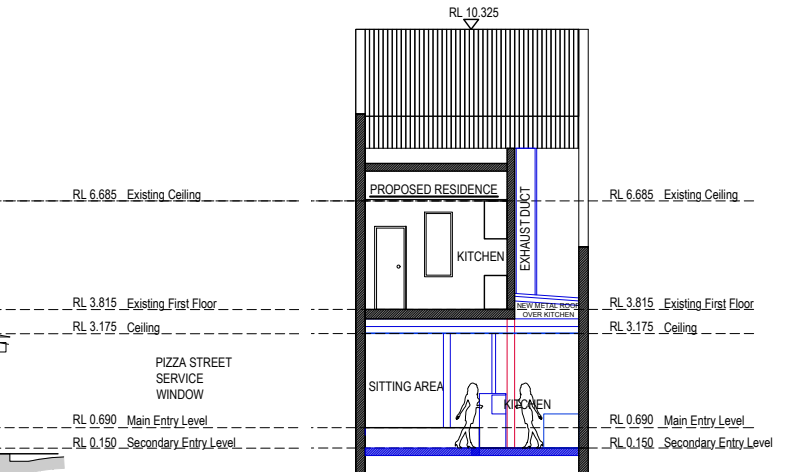 RL 10.325
PROPOSED RESIDENCE
RL 6.685 Existing Ceiling
RL 6.685 Existing Ceiling
EXHAUST DUCT
KITCHEN
RL 3.815 Existing First Floor
NEW METAL ROOF
OVER KITCHEN
RL 3.815 Existing First Floor
RL 3.175 Ceiling
RL 3.175 Ceiling
PIZZA STREET
SERVICE
WINDOW
SITTING AREA
KITCHEN
RL 0.690 Main Entry Level
RL 0.690 Main Entry Level
RL 0.150 Secondary Entry Level
RL 0.150 Secondary Entry Level